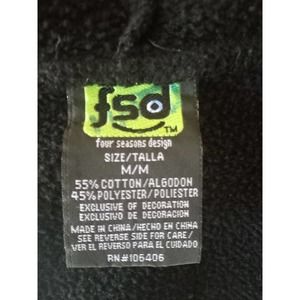 fsd
TM
four seasons design
SIZE/TALLA
M/M
55% COTTON/ALGODON
45% POLYESTER/POLIESTER
EXCLUSIVE OF DECORATION
EXCLUSIVO DE DECORACION
MADE IN CHINA/HECHO EN CHINA
SEE REVERSE SIDE FOR CARE/
VER EL REVERSO PARA EL CUIDADO
RN#106406